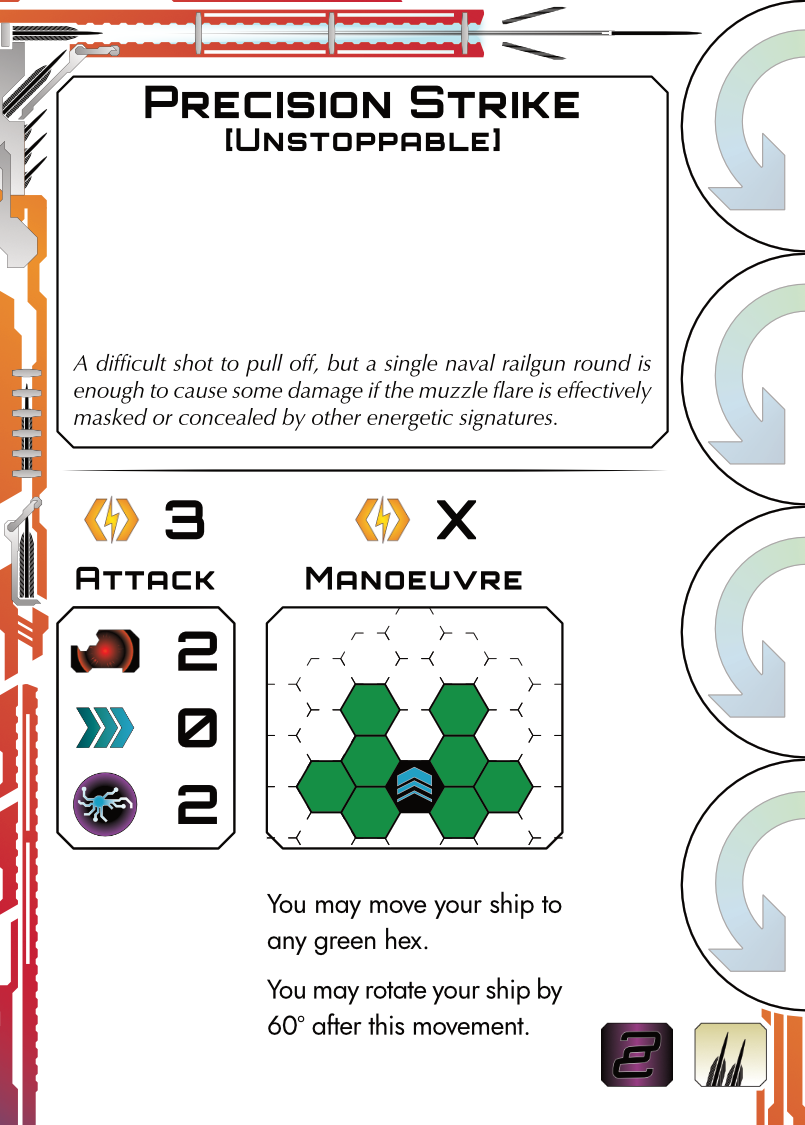 Precision Strike
[Unstoppable]
A difficult shot to pull off, but a single naval railgun round is
enough to cause some damage if the muzzle flare is effectively
masked or concealed by other energetic signatures.
3 X
Attack Manoeuvre
2
0
2
You may move your ship to
any green hex.
You may rotate your ship by
60° after this movement.
2